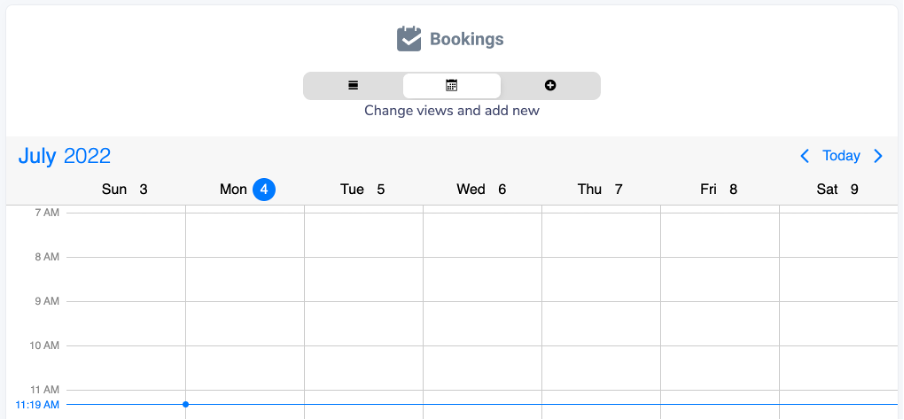 Bookings
Change views and add new
July 2022
Today
Sun 3 Mon 4 Tue 5 Wed 6 Thu 7 Fri 8 Sat 9
7 AM
8 AM
9 AM
10 AM
11 AM
11:19 AM